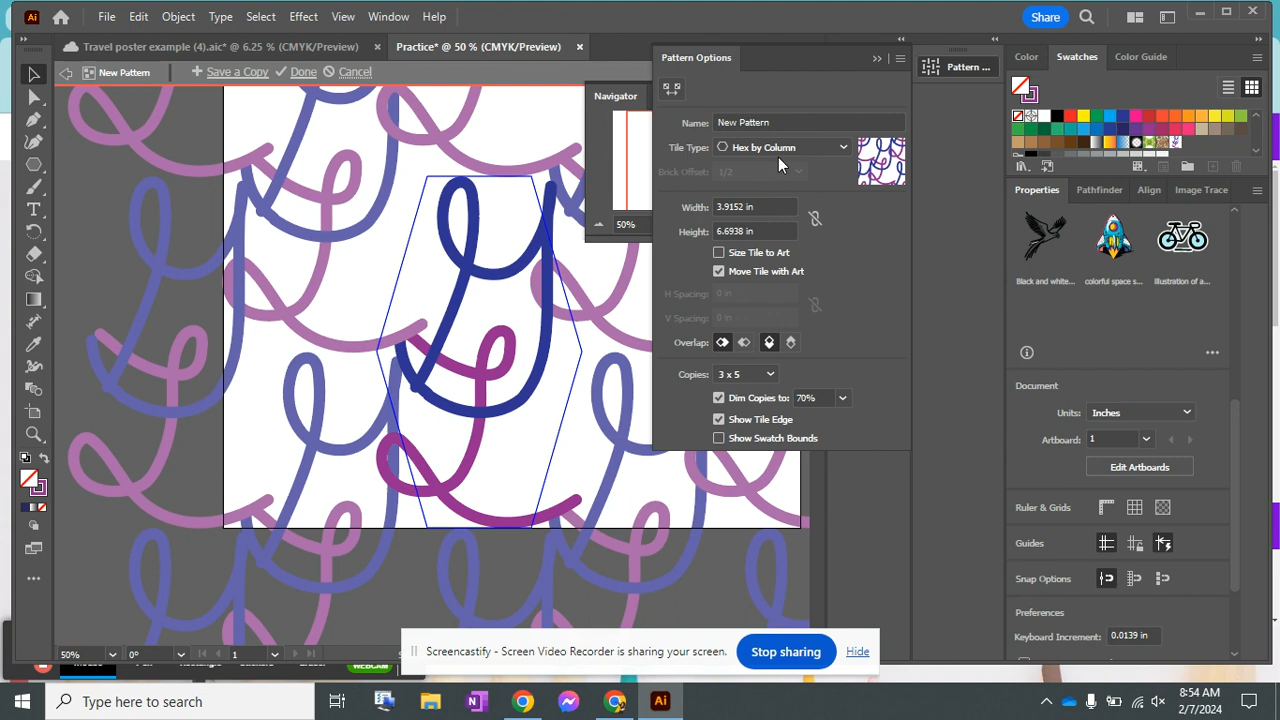 Ai File Edit Object Type Select Effect View Window Help Share
Travel poster example (4).aic* @ 6.25 % (CMYK/Preview) × Practice* @ 50 % (CMYK/Preview) ×
New Pattern + Save a Copy Done Cancel
Pattern Options
Name: New Pattern
Tile Type: Hex by Column
Brick Offset: 1/2
Width: 3.9152 in
Height: 6.6938 in
Size Tile to Art
Move Tile with Art
H Spacing: 0 in
V Spacing: 0 in
Overlap:
Copies: 3 x 5
Dim Copies to: 70%
Show Tile Edge
Show Swatch Bounds
Navigator
50%
Pattern ...
Color Swatches Color Guide
Properties Pathfinder Align Image Trace
Black and white... colorful space s... Illustration of a...
Document
Units: Inches
Artboard: 1
Edit Artboards
Ruler & Grids
Guides
Snap Options
Preferences
Keyboard Increment: 0.0139 in
50% 0° 1
Screencastify - Screen Video Recorder is sharing your screen. Stop sharing Hide
WEBCAM
Type here to search
Ai
8:54 AM
2/7/2024